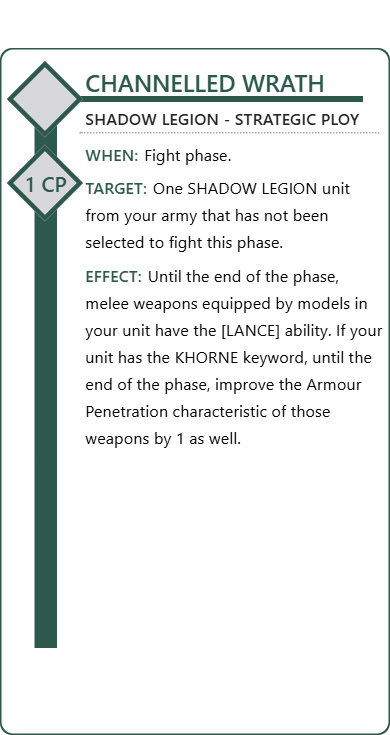 CHANNELLED WRATH
SHADOW LEGION - STRATEGIC PLOY
WHEN: Fight phase.
1 CP
TARGET: One SHADOW LEGION unit
from your army that has not been
selected to fight this phase.
EFFECT: Until the end of the phase,
melee weapons equipped by models in
your unit have the [LANCE] ability. If your
unit has the KHORNE keyword, until the
end of the phase, improve the Armour
Penetration characteristic of those
weapons by 1 as well.